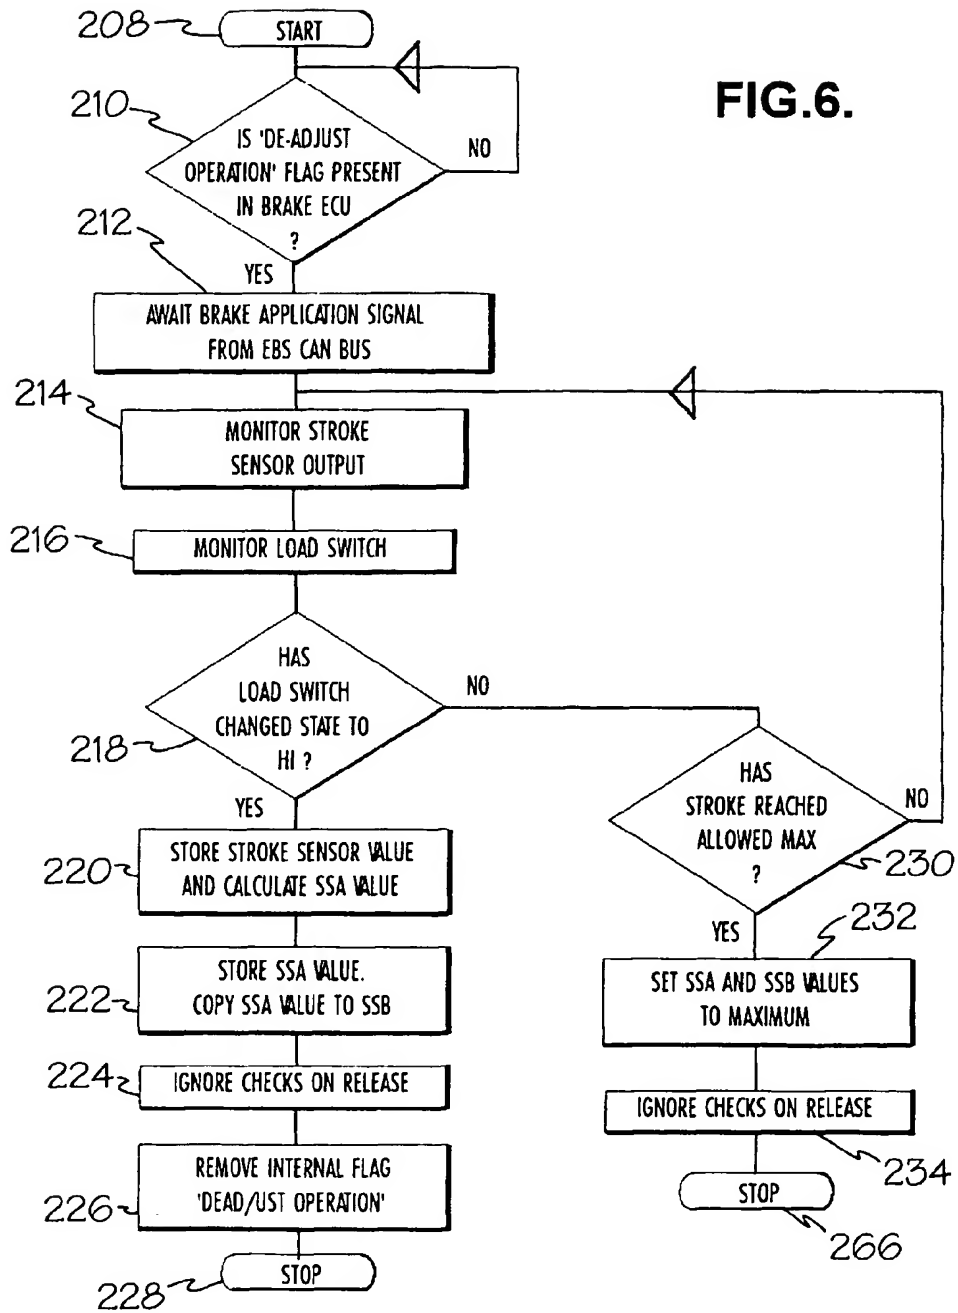 208
START
FIG.6.
210
IS 'DE-ADJUST
OPERATION' FLAG PRESENT
IN BRAKE ECU
?
NO
212
YES
AWAIT BRAKE APPLICATION SIGNAL
FROM EBS CAN BUS
214
MONITOR STROKE
SENSOR OUTPUT
216
MONITOR LOAD SWITCH
HAS
LOAD SWITCH
CHANGED STATE TO
HI ?
NO
218
YES
HAS
STROKE REACHED
ALLOWED MAX
?
NO
230
220
STORE STROKE SENSOR VALUE
AND CALCULATE SSA VALUE
YES
232
222
STORE SSA VALUE.
COPY SSA VALUE TO SSB
SET SSA AND SSB VALUES
TO MAXIMUM
224
IGNORE CHECKS ON RELEASE
IGNORE CHECKS ON RELEASE
234
226
REMOVE INTERNAL FLAG
'DEAD/UST OPERATION'
STOP
266
228
STOP